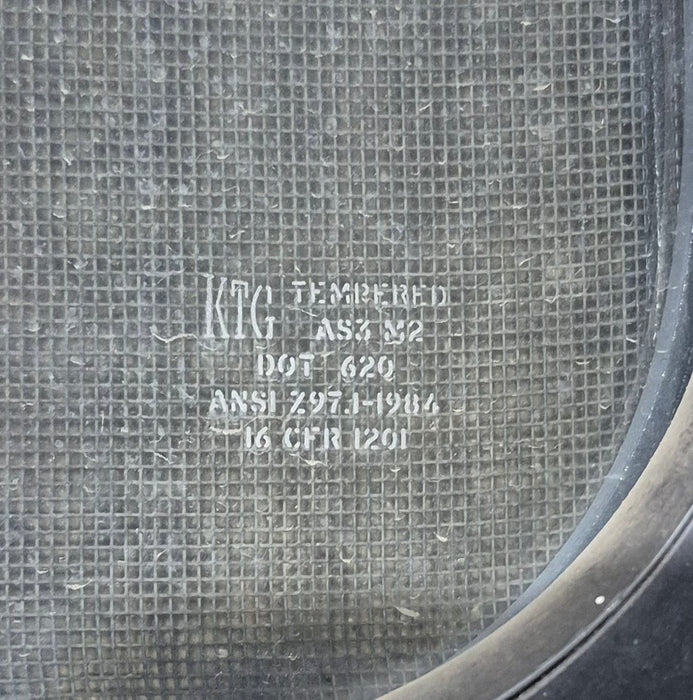 KTG TEMPERED
AS3 M2
DOT 620
ANSI Z97.1-1984
16 CFR 1201